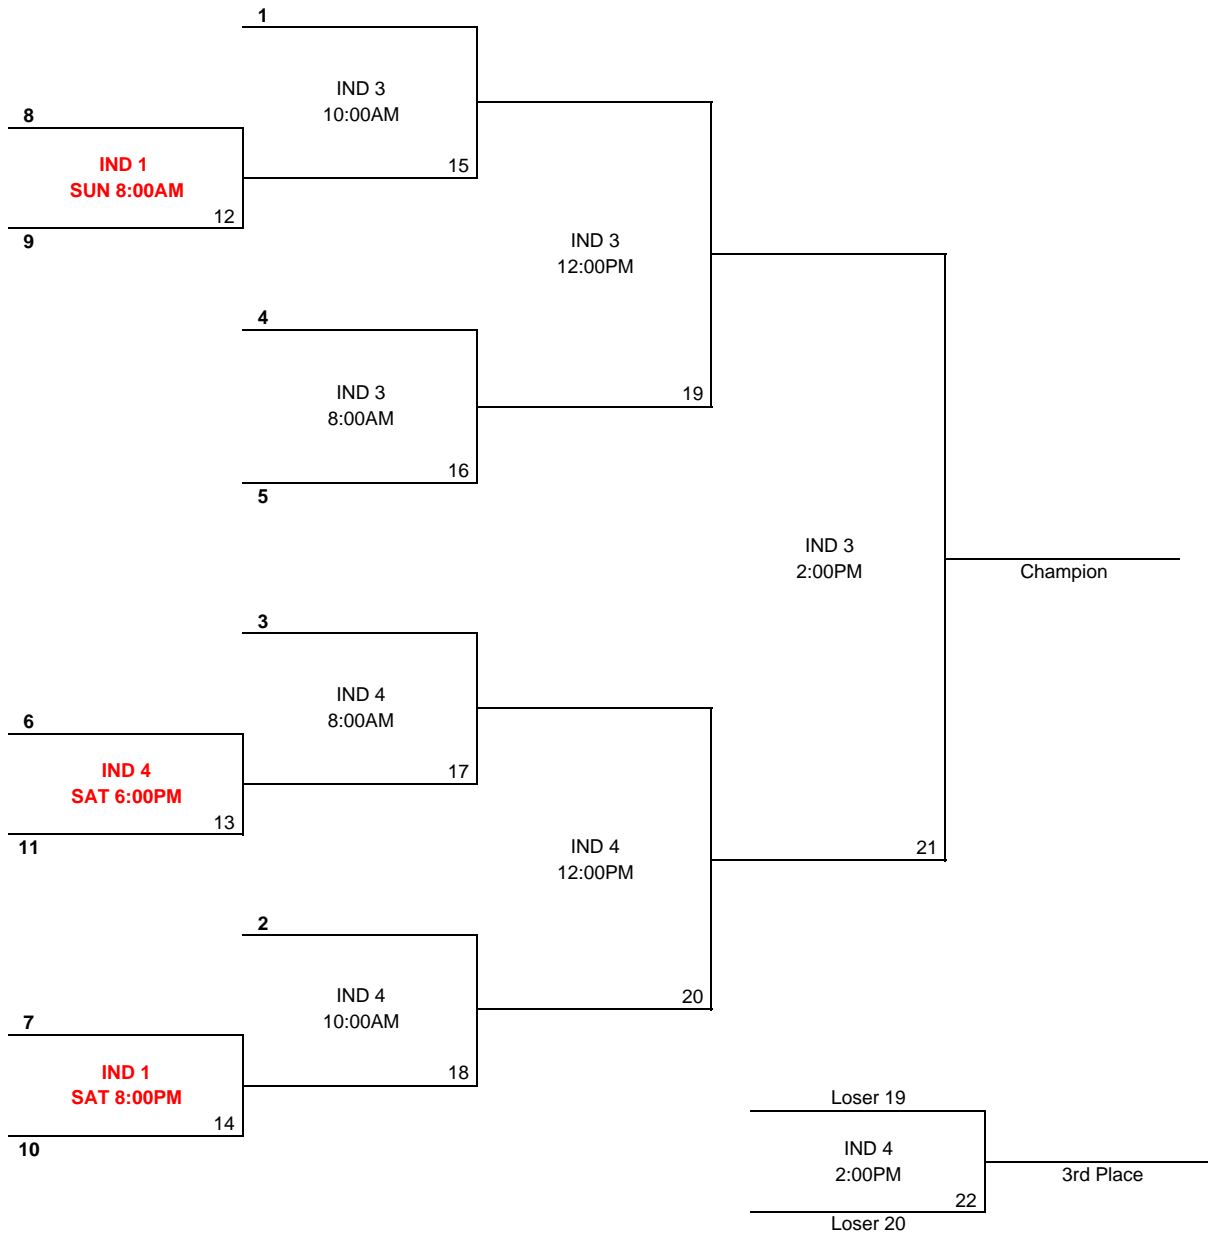 1
IND 3
10:00AM
15
8
IND 1
SUN 8:00AM
12
9
IND 3
12:00PM
19
4
IND 3
8:00AM
16
5
IND 3
2:00PM
21
Champion
3
IND 4
8:00AM
17
6
IND 4
SAT 6:00PM
13
11
IND 4
12:00PM
20
2
IND 4
10:00AM
18
7
IND 1
SAT 8:00PM
14
10
Loser 19
IND 4
2:00PM
22
Loser 20
3rd Place